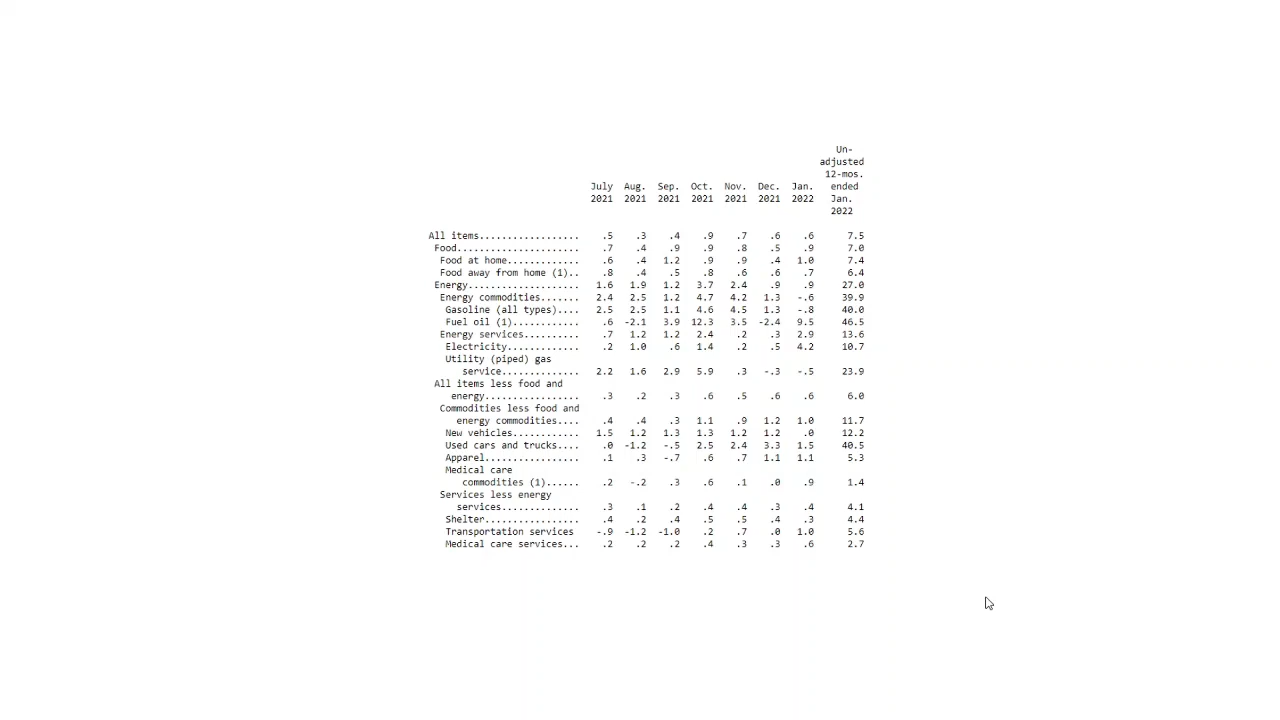 Un-
adjusted
12-mos.
July Aug. Sep. Oct. Nov. Dec. Jan. ended
2021 2021 2021 2021 2021 2021 2022 Jan.
2022
All items.................. .5 .3 .4 .9 .7 .6 .6 7.5
Food...................... .7 .4 .9 .9 .8 .5 .9 7.0
Food at home............. .6 .4 1.2 .9 .9 .4 1.0 7.4
Food away from home (1).. .8 .4 .5 .8 .6 .6 .7 6.4
Energy.................... 1.6 1.9 1.2 3.7 2.4 .9 .9 27.0
Energy commodities....... 2.4 2.5 1.2 4.7 4.2 1.3 -.6 39.9
Gasoline (all types).... 2.5 2.5 1.1 4.6 4.5 1.3 -.8 40.0
Fuel oil (1)............ .6 -2.1 3.9 12.3 3.5 -2.4 9.5 46.5
Energy services.......... .7 1.2 1.2 2.4 .2 .3 2.9 13.6
Electricity............. .2 1.0 .6 1.4 .2 .5 4.2 10.7
Utility (piped) gas
service.............. 2.2 1.6 2.9 5.9 .3 -.3 -.5 23.9
All items less food and
energy................. .3 .2 .3 .6 .5 .6 .6 6.0
Commodities less food and
energy commodities.... .4 .4 .3 1.1 .9 1.2 1.0 11.7
New vehicles............ 1.5 1.2 1.3 1.3 1.2 1.2 .0 12.2
Used cars and trucks.... .0 -1.2 -.5 2.5 2.4 3.3 1.5 40.5
Apparel................. .1 .3 -.7 .6 .7 1.1 1.1 5.3
Medical care
commodities (1)...... .2 -.2 .3 .6 .1 .0 .9 1.4
Services less energy
services.............. .3 .1 .2 .4 .4 .3 .4 4.1
Shelter................. .4 .2 .4 .5 .5 .4 .3 4.4
Transportation services -.9 -1.2 -1.0 .2 .7 .0 1.0 5.6
Medical care services... .2 .2 .2 .4 .3 .3 .6 2.7